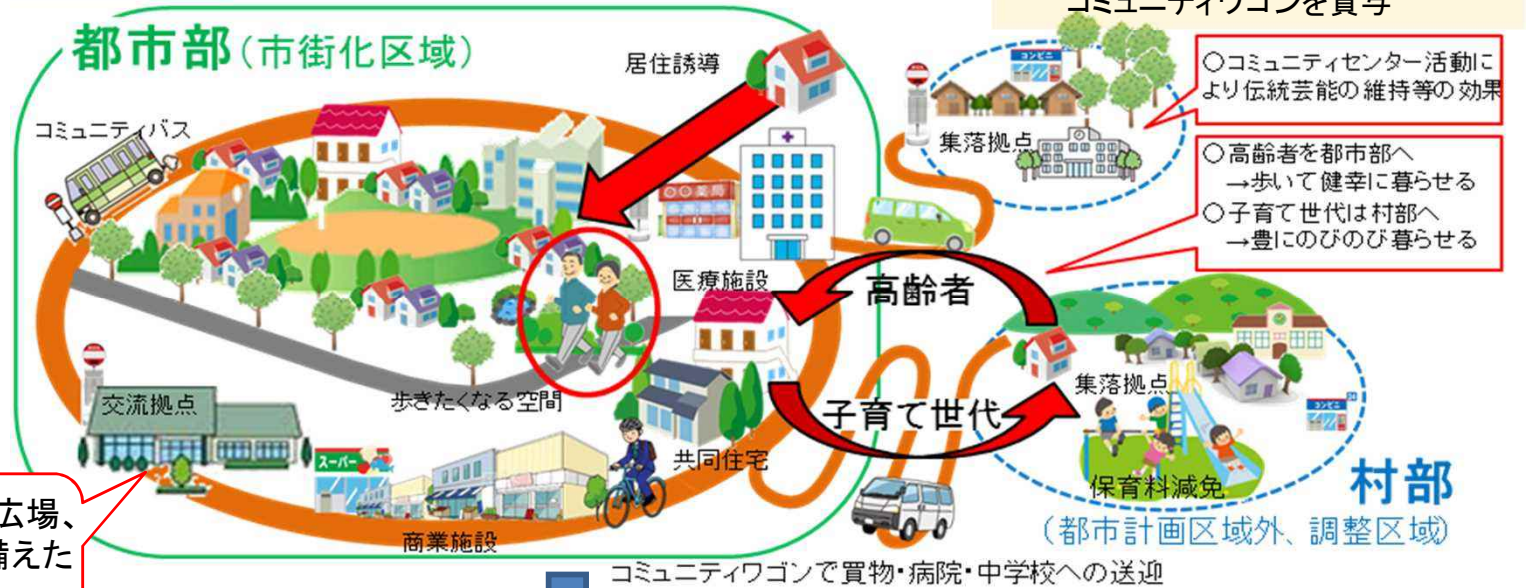 コミュニティワゴンを貸与
都市部(市街化区域)
居住誘導
コミュニティバス
コンビニ
集落拠点
○コミュニティセンター活動に
より伝統芸能の維持等の効果
○高齢者を都市部へ
→歩いて健幸に暮らせる
○子育て世代は村部へ
→豊にのびのび暮らせる
○○薬局
医療施設
高齢者
交流拠点
歩きたくなる空間
子育て世代
集落拠点
コンビニ
スーパー
共同住宅
保育料減免
村部
(都市計画区域外、調整区域)
広場、
備えた
商業施設
コミュニティワゴンで買物・病院・中学校への送迎